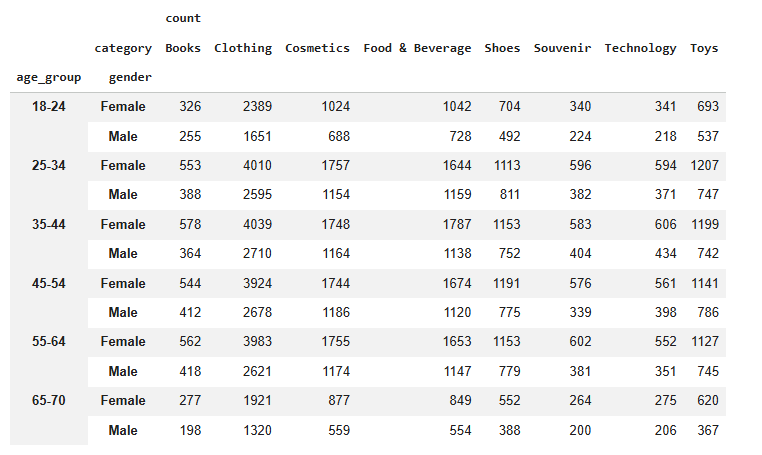 count
category Books Clothing Cosmetics Food & Beverage Shoes Souvenir Technology Toys
age_group gender
18-24 Female 326 2389 1024 1042 704 340 341 693
Male 255 1651 688 728 492 224 218 537
25-34 Female 553 4010 1757 1644 1113 596 594 1207
Male 388 2595 1154 1159 811 382 371 747
35-44 Female 578 4039 1748 1787 1153 583 606 1199
Male 364 2710 1164 1138 752 404 434 742
45-54 Female 544 3924 1744 1674 1191 576 561 1141
Male 412 2678 1186 1120 775 339 398 786
55-64 Female 562 3983 1755 1653 1153 602 552 1127
Male 418 2621 1174 1147 779 381 351 745
65-70 Female 277 1921 877 849 552 264 275 620
Male 198 1320 559 554 388 200 206 367